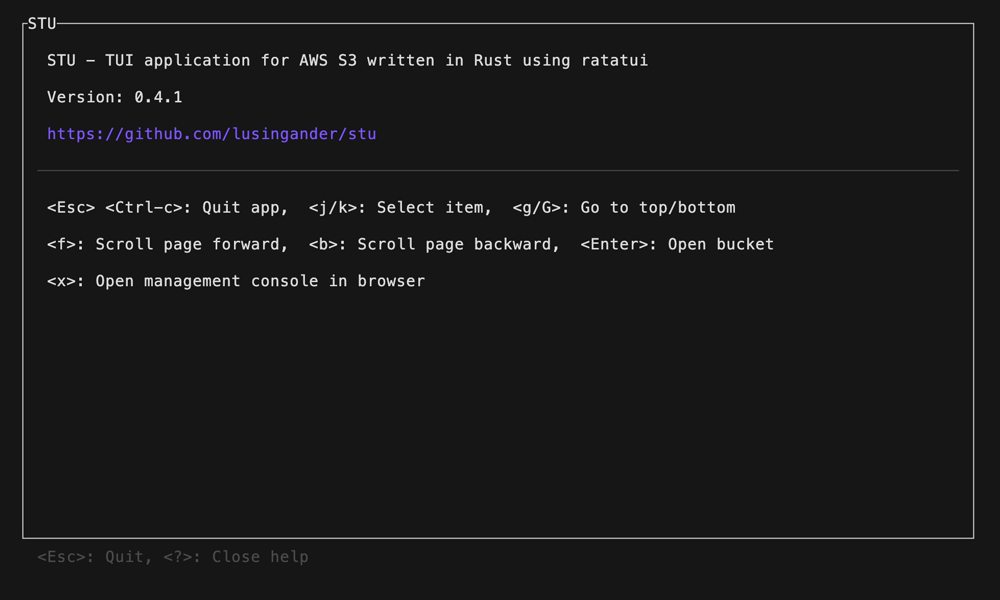 STU
STU – TUI application for AWS S3 written in Rust using ratatui
Version: 0.4.1
https://github.com/lusingander/stu
<Esc> <Ctrl-c>: Quit app,  <j/k>: Select item,  <g/G>: Go to top/bottom
<f>: Scroll page forward,  <b>: Scroll page backward,  <Enter>: Open bucket
<x>: Open management console in browser
<Esc>: Quit, <?>: Close help